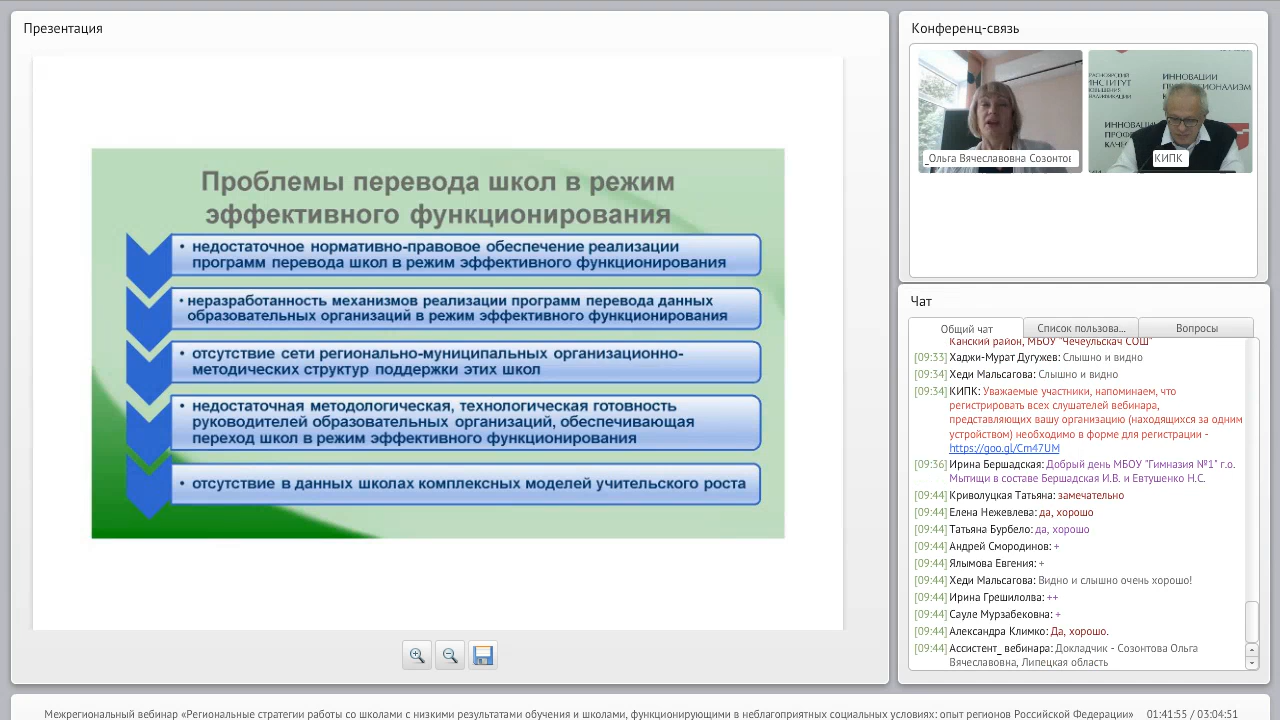 Презентация
Проблемы перевода школ в режим
эффективного функционирования
• недостаточное нормативно-правовое обеспечение реализации
программ перевода школ в режим эффективного функционирования
• неразработанность механизмов реализации программ перевода данных
образовательных организаций в режим эффективного функционирования
• отсутствие сети регионально-муниципальных организационно-
методических структур поддержки этих школ
• недостаточная методологическая, технологическая готовность
руководителей образовательных организаций, обеспечивающая
переход школ в режим эффективного функционирования
• отсутствие в данных школах комплексных моделей учительского роста
Конференц-связь
ИНСТИТУТ
ИННОВАЦИИ
_Ольга Вячеславовна Созонтов
КИПК
Чат
Общий чат
Список пользова...
Вопросы
Канский район, МБОУ "Чечеульскач СОШ"
[09:33] Хаджи-Мурат Дугужев: Слышно и видно
[09:34] Хеди Мальсагова: Слышно и видно
[09:34] КИПК: Уважаемые участники, напоминаем, что
регистрировать всех слушателей вебинара,
представляющих вашу организацию (находящихся за одним
устройством) необходимо в форме для регистрации -
https://goo.gl/Cm47UM
[09:36] Ирина Бершадская: Добрый день МБОУ "Гимназия №1" г.о.
Мытищи в составе Бершадская И.В. и Евтушенко Н.С.
[09:44] Криволуцкая Татьяна: замечательно
[09:44] Елена Нежевлева: да, хорошо
[09:44] Татьяна Бурбело: да, хорошо
[09:44] Андрей Смородинов: +
[09:44] Ялымова Евгения: +
[09:44] Хеди Мальсагова: Видно и слышно очень хорошо!
[09:44] Ирина Грешилолва: ++
[09:44] Сауле Мурзабековна: +
[09:44] Александра Климко: Да, хорошо.
[09:44] Ассистент_ вебинара: Докладчик - Созонтова Ольга
Вячеславовна, Липецкая область
Межрегиональный вебинар «Региональные стратегии работы со школами с низкими результатами обучения и школами, функционирующими в неблагоприятных социальных условиях: опыт регионов Российской Федерации» 01:41:55 / 03:04:51